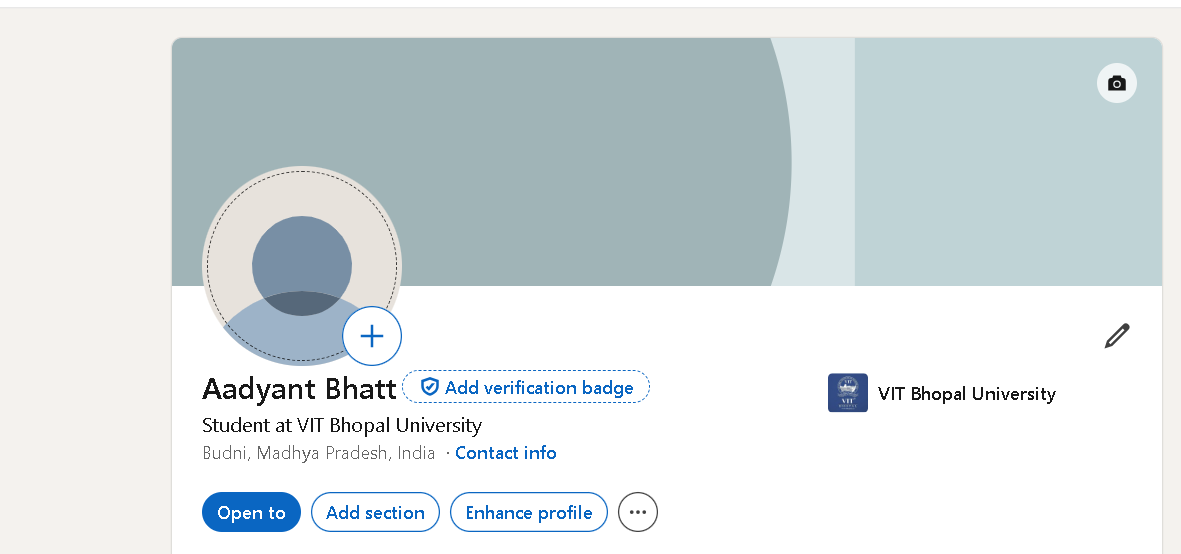 Aadyant Bhatt
Add verification badge
VIT Bhopal University
Student at VIT Bhopal University
Budni, Madhya Pradesh, India · Contact info
Open to
Add section
Enhance profile
VIT